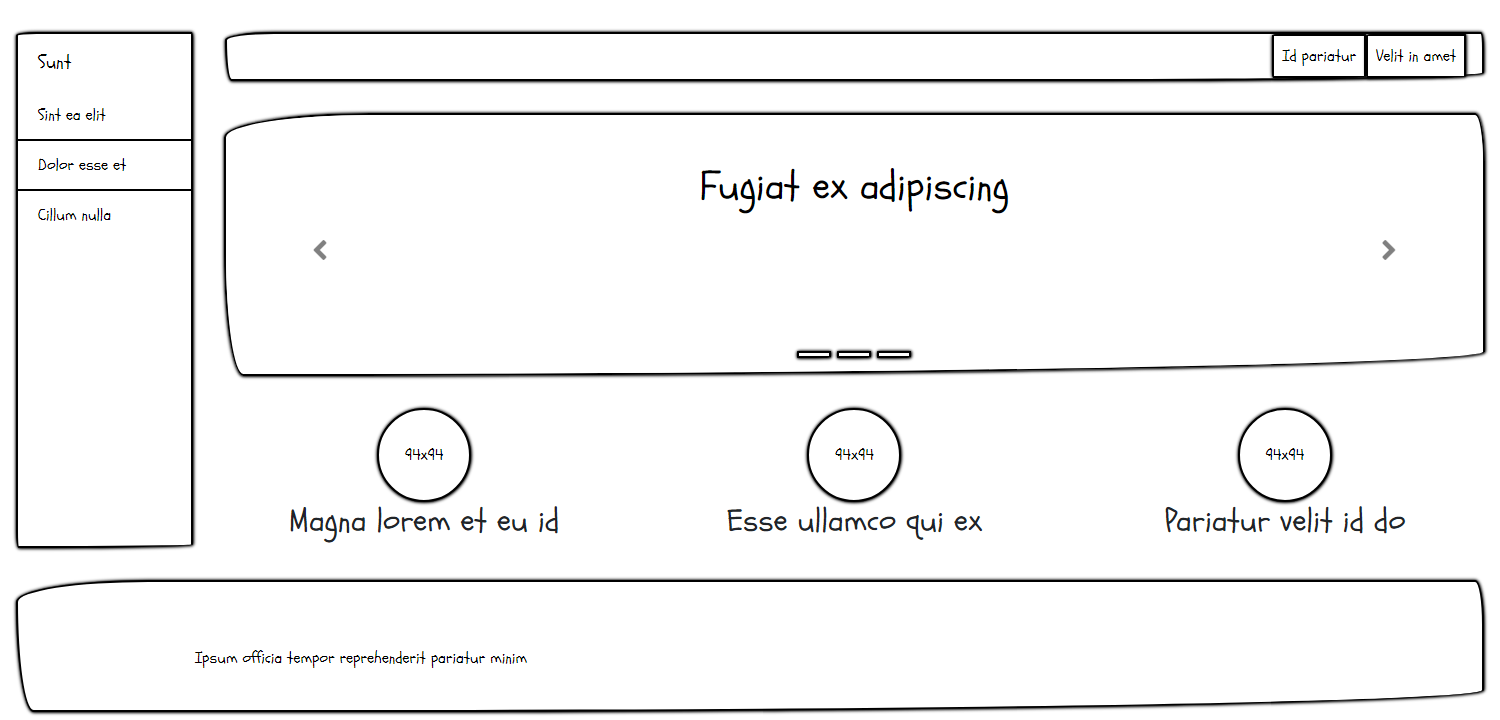 Sunt
Sint ea elit
Dolor esse et
Cillum nulla
Id pariatur
Velit in amet
Fugiat ex adipiscing
94x94
94x94
94x94
Magna lorem et eu id
Esse ullamco qui ex
Pariatur velit id do
Ipsum officia tempor reprehenderit pariatur minim